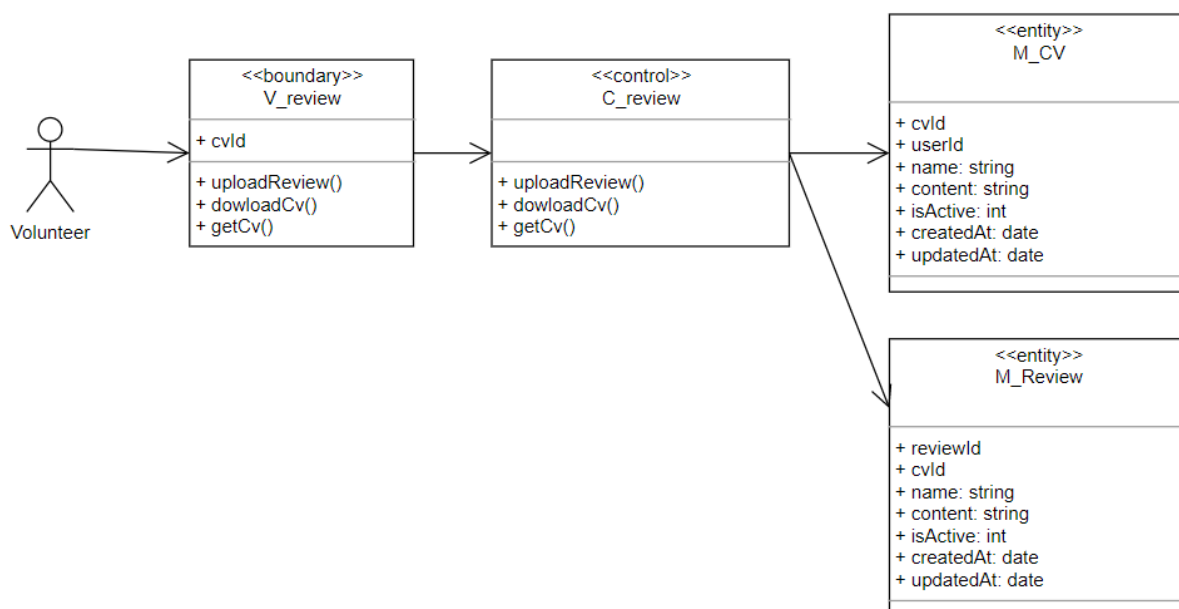 Volunteer
<<boundary>>
V_review
+ cvId
+ uploadReview()
+ dowloadCv()
+ getCv()
<<control>>
C_review
+ uploadReview()
+ dowloadCv()
+ getCv()
<<entity>>
M_CV
+ cvId
+ userId
+ name: string
+ content: string
+ isActive: int
+ createdAt: date
+ updatedAt: date
<<entity>>
M_Review
+ reviewId
+ cvId
+ name: string
+ content: string
+ isActive: int
+ createdAt: date
+ updatedAt: date